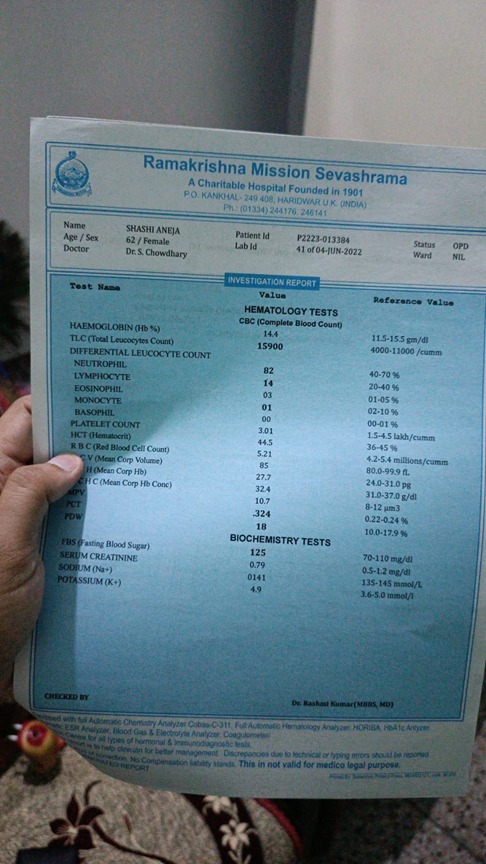 Ramakrishna Mission Sevashrama
A Charitable Hospital Founded in 1901
P.O. KANKHAL- 249 408, HARIDWAR U.K. (INDIA)
Ph.: (01334) 244176, 246141
Name SHASHI ANEJA Patient Id P2223-013384 Status OPD
Age / Sex 62 / Female Lab Id 41 of 04-JUN-2022 Ward NIL
Doctor Dr. S. Chowdhary
INVESTIGATION REPORT
Test Name Value Reference Value
HEMATOLOGY TESTS
CBC (Complete Blood Count)
HAEMOGLOBIN (Hb %) 14.4 11.5-15.5 gm/dl
TLC (Total Leucocytes Count) 15900 4000-11000 /cumm
DIFFERENTIAL LEUCOCYTE COUNT
NEUTROPHIL 82 40-70 %
LYMPHOCYTE 14 20-40 %
EOSINOPHIL 03 01-05 %
MONOCYTE 01 02-10 %
BASOPHIL 00 00-01 %
PLATELET COUNT 3.01 1.5-4.5 lakh/cumm
HCT (Hematocrit) 44.5 36-45 %
R B C (Red Blood Cell Count) 5.21 4.2-5.4 millions/cumm
C V (Mean Corp Volume) 85 80.0-99.9 fL
H (Mean Corp Hb) 27.7 24.0-31.0 pg
C H C (Mean Corp Hb Conc) 32.4 31.0-37.0 g/dl
MPV 10.7 8-12 µm3
PCT .324 0.22-0.24 %
PDW 18 10.0-17.9 %
BIOCHEMISTRY TESTS
FBS (Fasting Blood Sugar) 125 70-110 mg/dl
SERUM CREATININE 0.79 0.5-1.2 mg/dl
SODIUM (Na+) 0141 135-145 mmol/L
POTASSIUM (K+) 4.9 3.6-5.0 mmol/l
CHECKED BY Dr. Rashmi Kumar(MBBS, MD)
with full Automatic Chemistry Analyzer Cobas-C-311, Full Automatic Hematology Analyzer, HORIBA, HbA1c
ESR Analyzer, Blood Gas & Electrolyte Analyzer, Coagulometer
for all types of hormonal & Immunodiagnostic tests.
is to help clinician for better management. Discrepancies due to technical or typing errors should be reported
correction. No Compensation liability stands. This in not valid for medico legal purpose.
REPORT